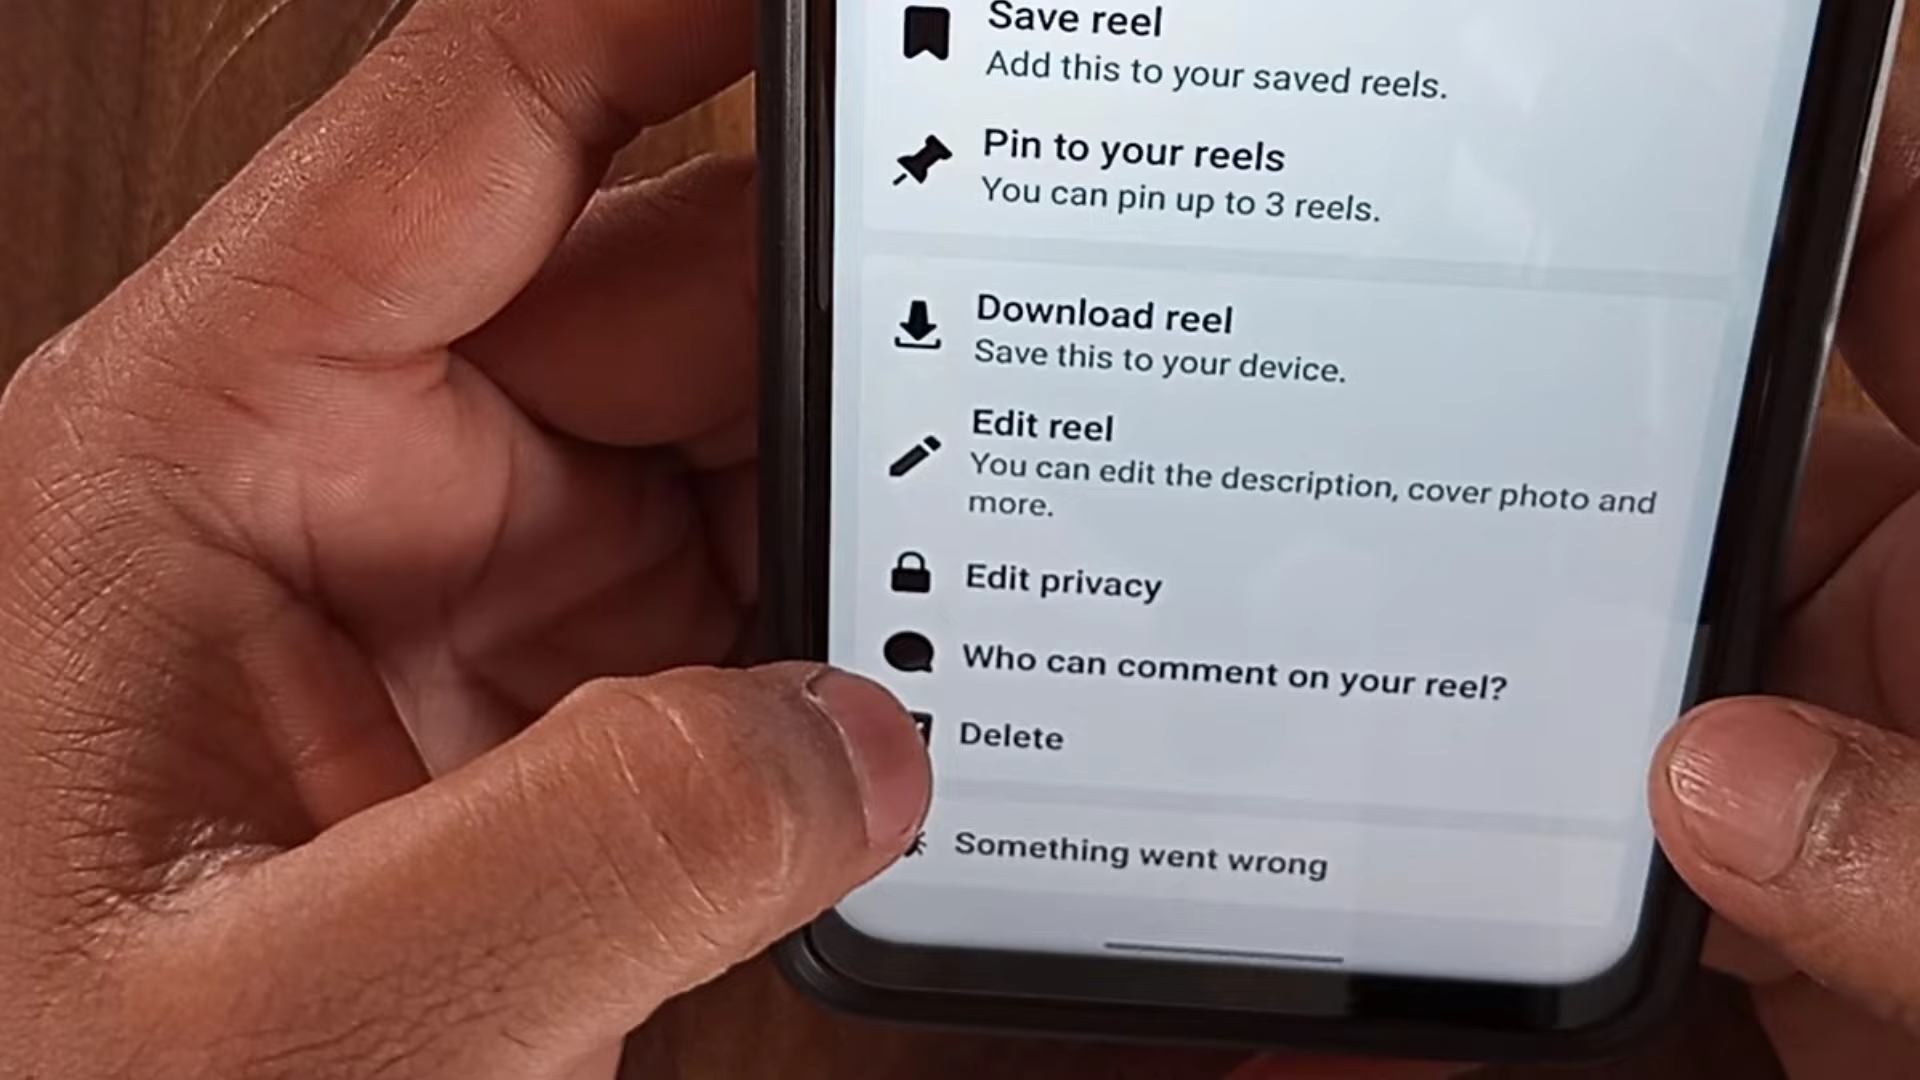 Save reel
Add this to your saved reels.
Pin to your reels
You can pin up to 3 reels.
Download reel
Save this to your device.
Edit reel
You can edit the description, cover photo and
more.
Edit privacy
Who can comment on your reel?
Delete
Something went wrong